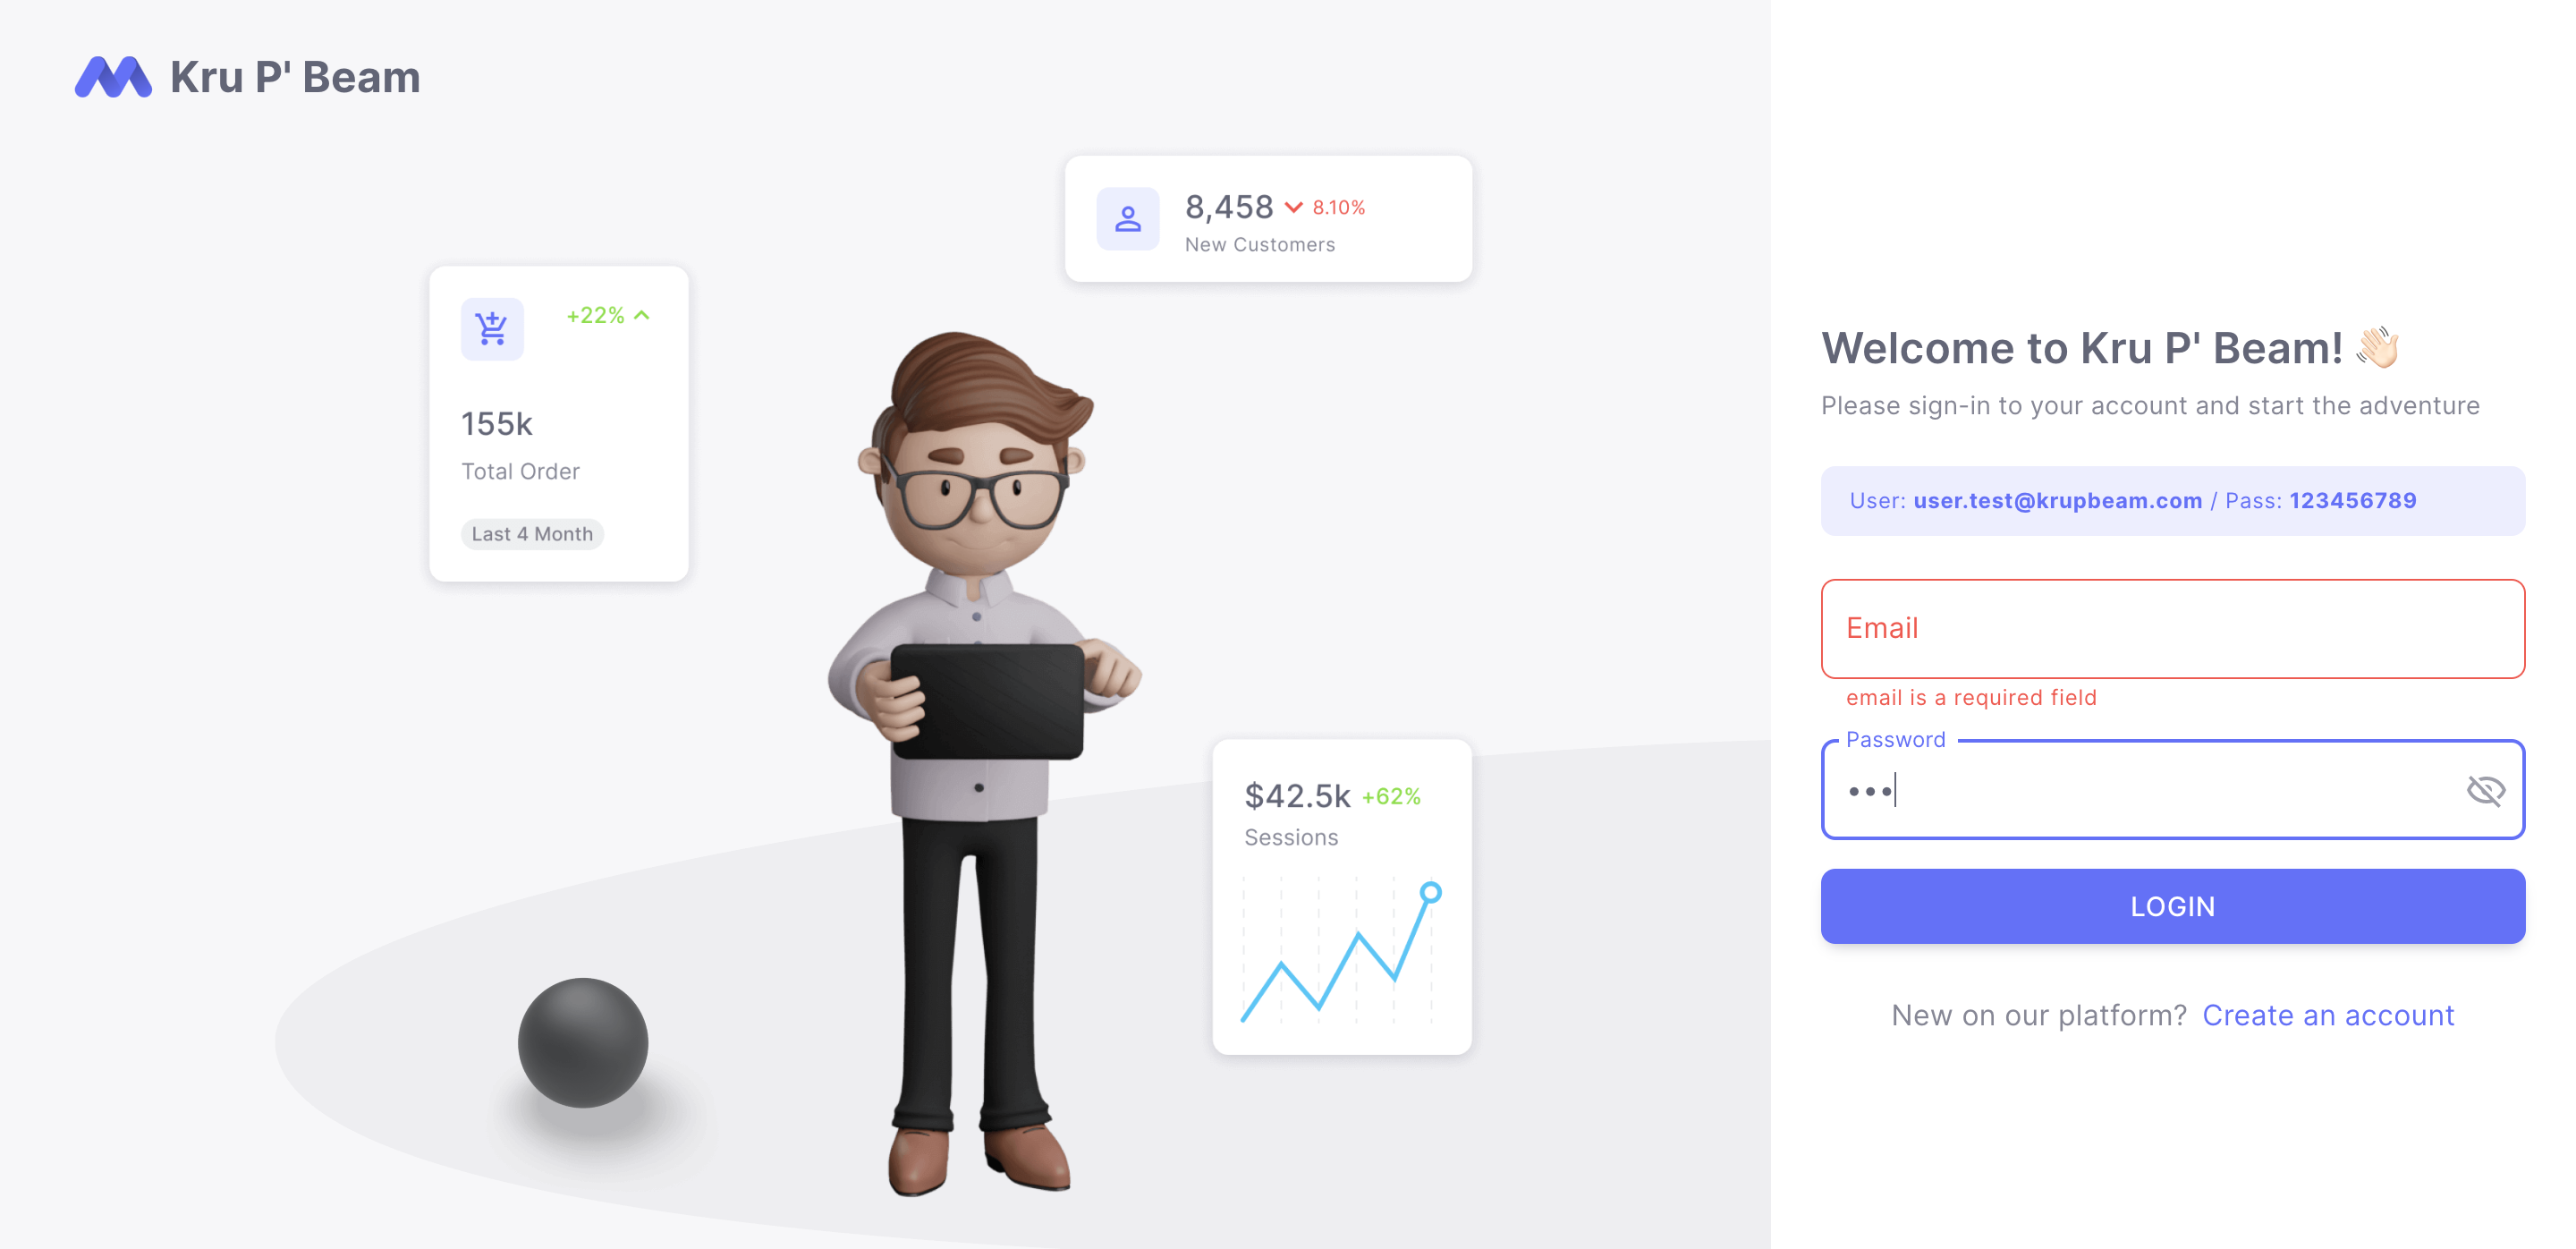 Kru P' Beam
8,458 8.10%
New Customers
+22%
155k
Total Order
Last 4 Month
$42.5k +62%
Sessions
Welcome to Kru P' Beam! 👋🏻
Please sign-in to your account and start the adventure
User: user.test@krupbeam.com / Pass: 123456789
Email
email is a required field
Password
•••
LOGIN
New on our platform? Create an account